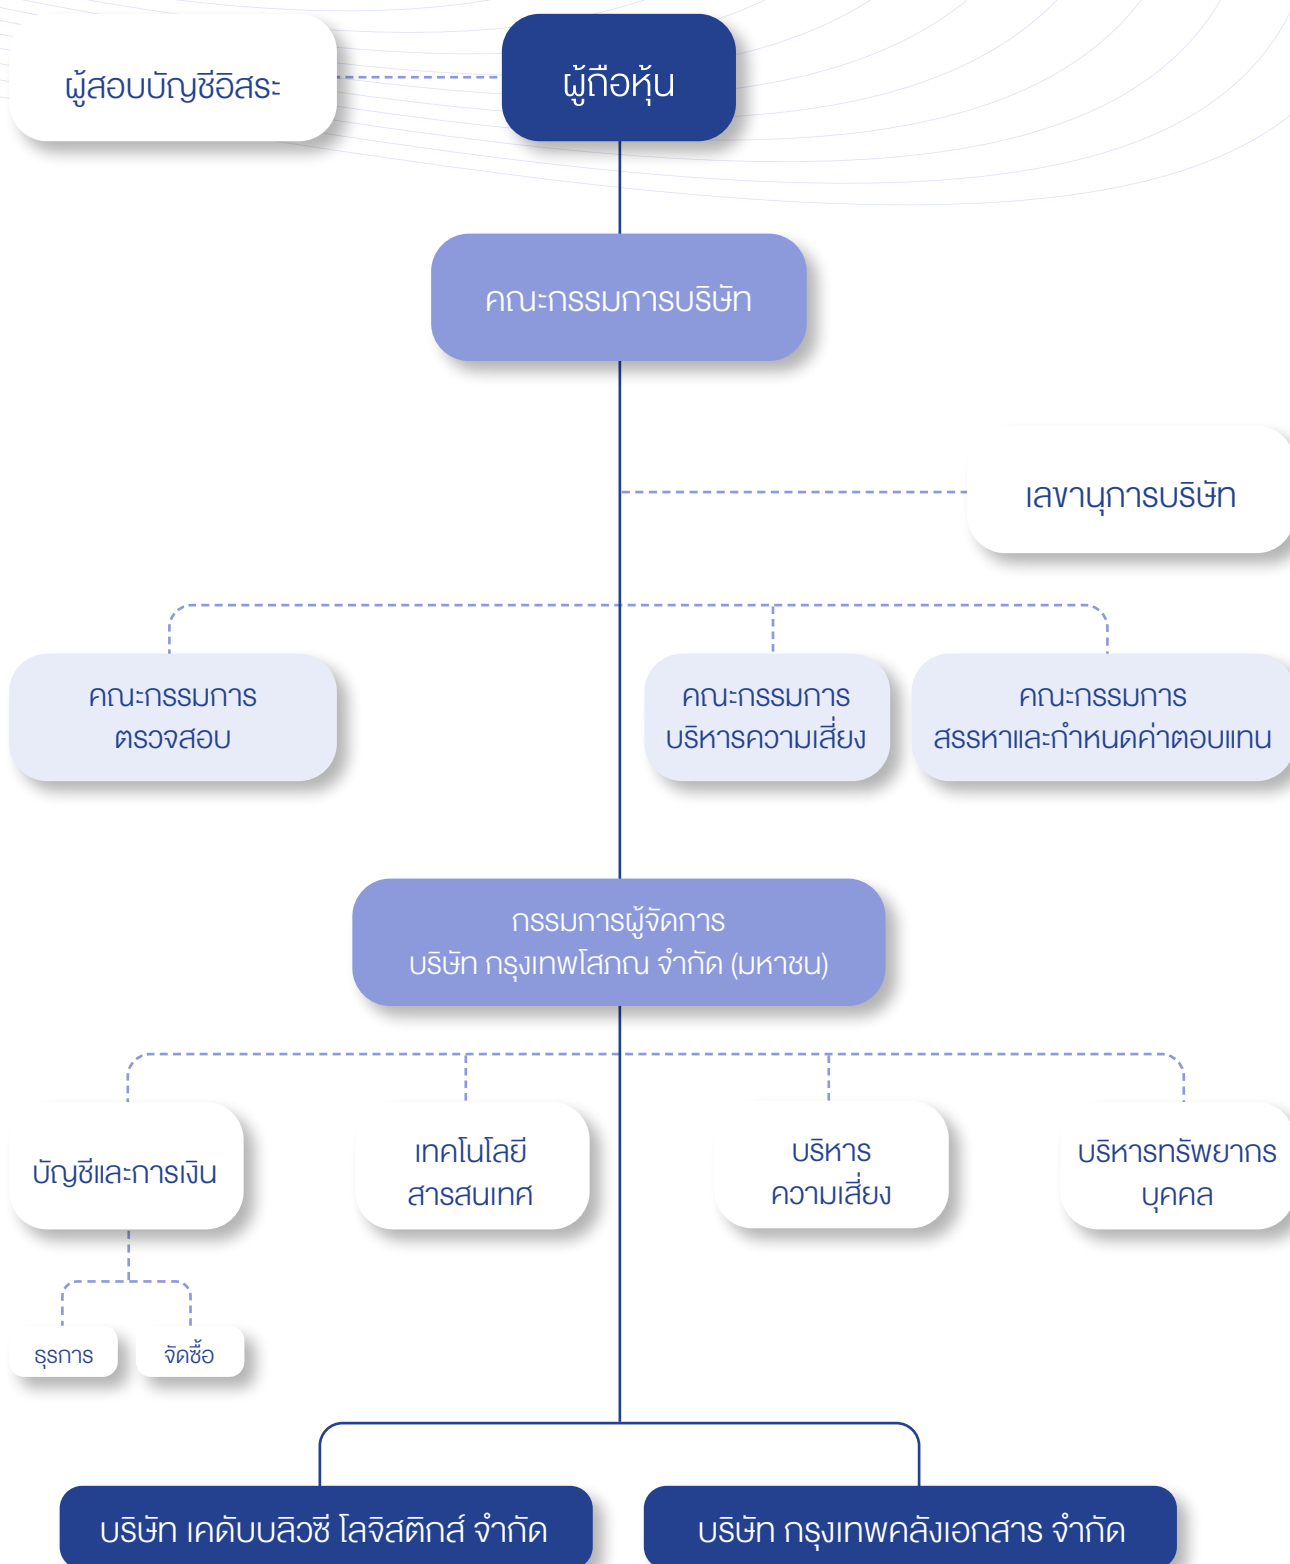 ผู้สอบบัญชีอิสระ
ผู้ถือหุ้น
คณะกรรมการบริษัท
เลขานุการบริษัท
คณะกรรมการ
ตรวจสอบ
คณะกรรมการ
บริหารความเสี่ยง
คณะกรรมการ
สรรหาและกำหนดค่าตอบแทน
กรรมการผู้จัดการ
บริษัท กรุงเทพโสภณ จำกัด (มหาชน)
บัญชีและการเงิน
เทคโนโลยี
สารสนเทศ
บริหาร
ความเสี่ยง
บริหารทรัพยากร
บุคคล
ธุรการ
จัดซื้อ
บริษัท เคดับบลิวซี โลจิสติกส์ จำกัด
บริษัท กรุงเทพคลังเอกสาร จำกัด